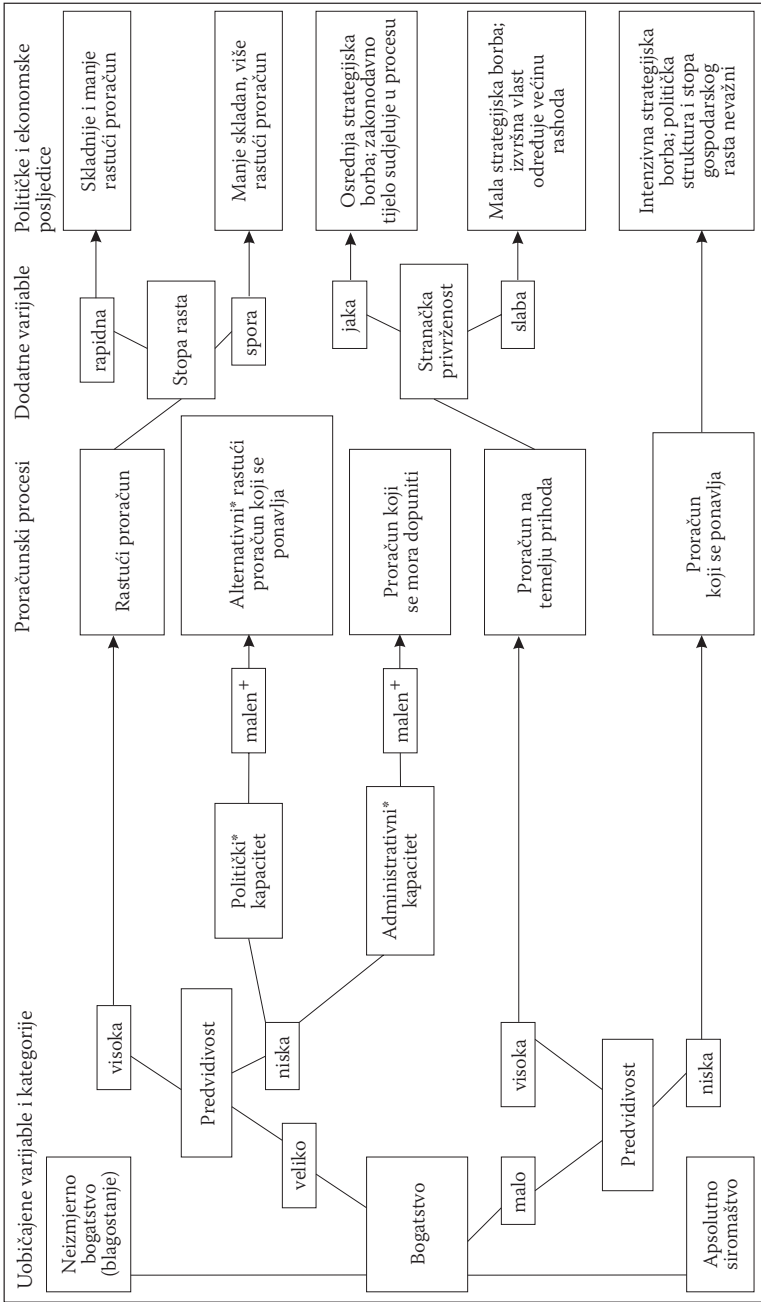 Uobičajene varijable i kategorije
Proračunski procesi
Dodatne varijable
Političke i ekonomske
posljedice
Neizmjerno
bogatstvo
(blagostanje)
visoka
Rastući proračun
rapidna
Skladnije i manje
rastući proračun
Predvidivost
Stopa rasta
niska
Politički*
kapacitet
malen+
Alternativni* rastući
proračun koji se
ponavlja
spora
Manje skladan, više
rastući proračun
veliko
Bogatstvo
Administrativni*
kapacitet
malen+
Proračun koji
se mora dopuniti
jaka
Osrednja strategijska
borba; zakonodavno
tijelo sudjeluje u procesu
Stranačka
privrženost
malo
visoka
Proračun na
temelju prihoda
slaba
Mala strategijska borba;
izvršna vlast
određuje većinu
rashoda
Predvidivost
Apsolutno
siromaštvo
niska
Proračun
koji se ponavlja
Intenzivna strategijska
borba; politička
struktura i stopa
gospodarskog
rasta nevažni